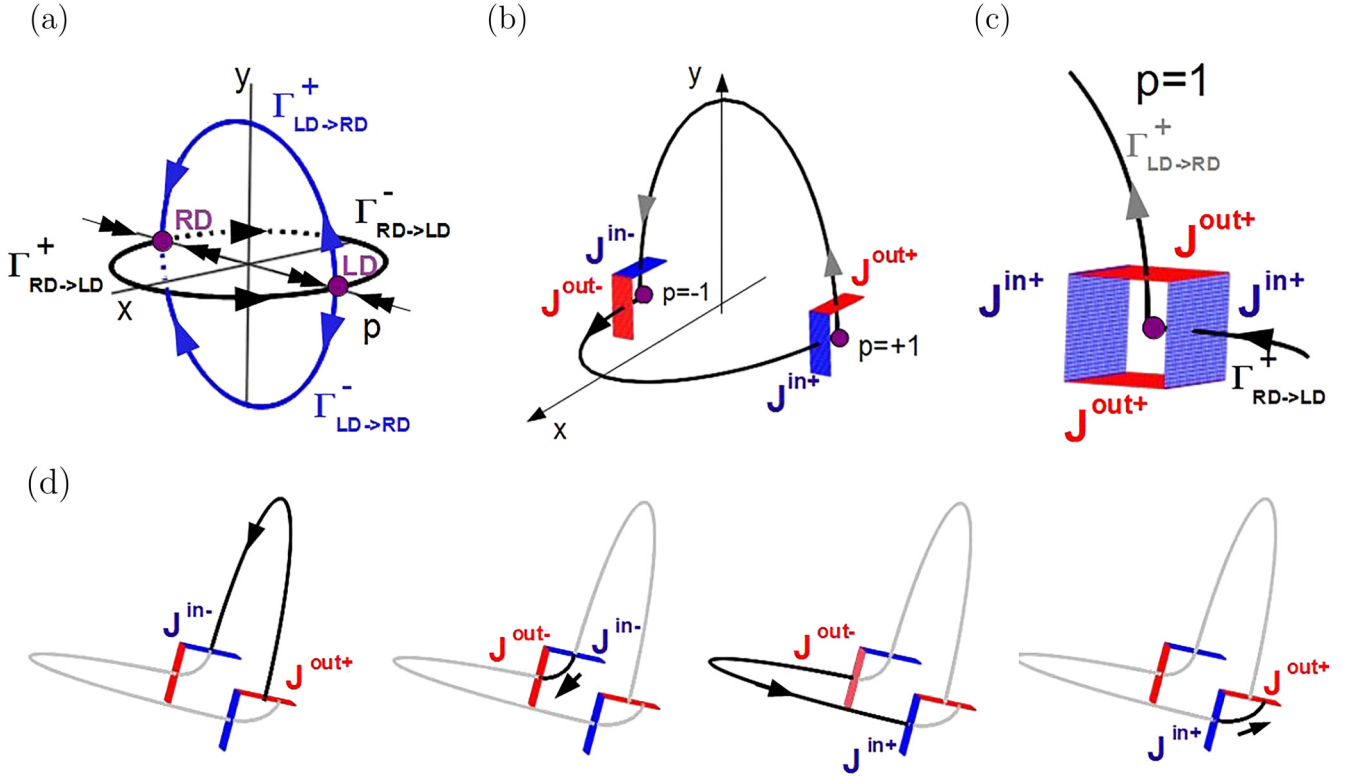 (a)
y
Γ+LD->RD
RD
Γ-RD->LD
Γ+RD->LD
LD
x
p
Γ-LD->RD
(b)
y
Jin-
Jout-
p=-1
Jout+
p=+1
Jin+
x
(c)
p=1
Γ+LD->RD
Jout+
Jin+
Jin+
Γ+RD->LD
Jout+
(d)
Jin-
Jout+
Jout-
Jin-
Jout-
Jin+
Jout+
Jin+